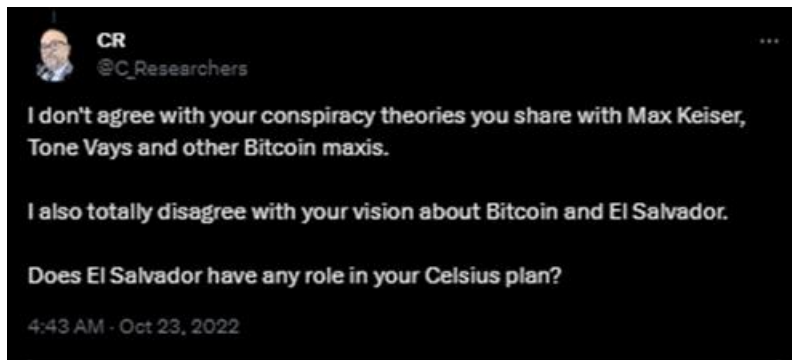 CR
@C_Researchers
I don't agree with your conspiracy theories you share with Max Keiser,
Tone Vays and other Bitcoin maxis.
I also totally disagree with your vision about Bitcoin and El Salvador.
Does El Salvador have any role in your Celsius plan?
4:43 AM · Oct 23, 2022